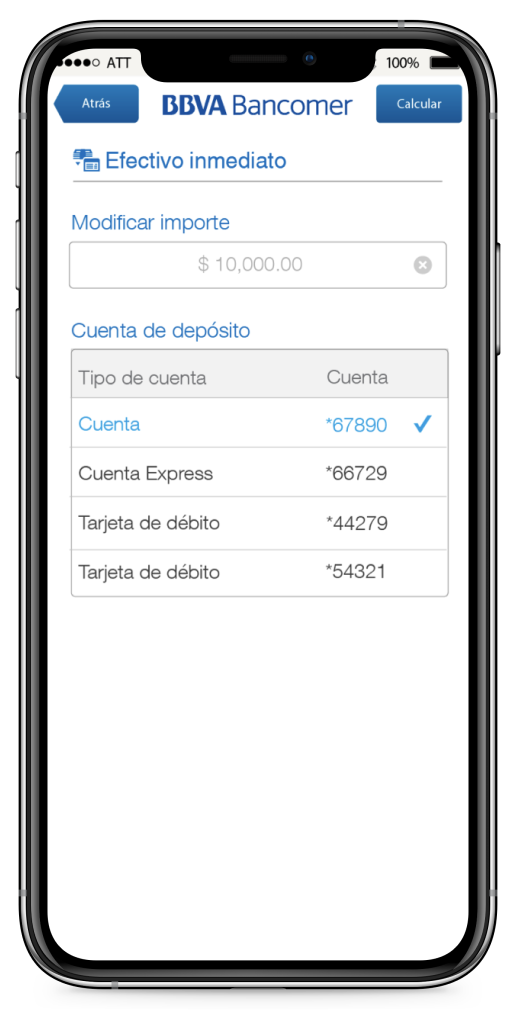 ATT 100%
Atrás BBVA Bancomer Calcular
Efectivo inmediato
Modificar importe
$ 10,000.00
Cuenta de depósito
Tipo de cuenta Cuenta
Cuenta *67890
Cuenta Express *66729
Tarjeta de débito *44279
Tarjeta de débito *54321